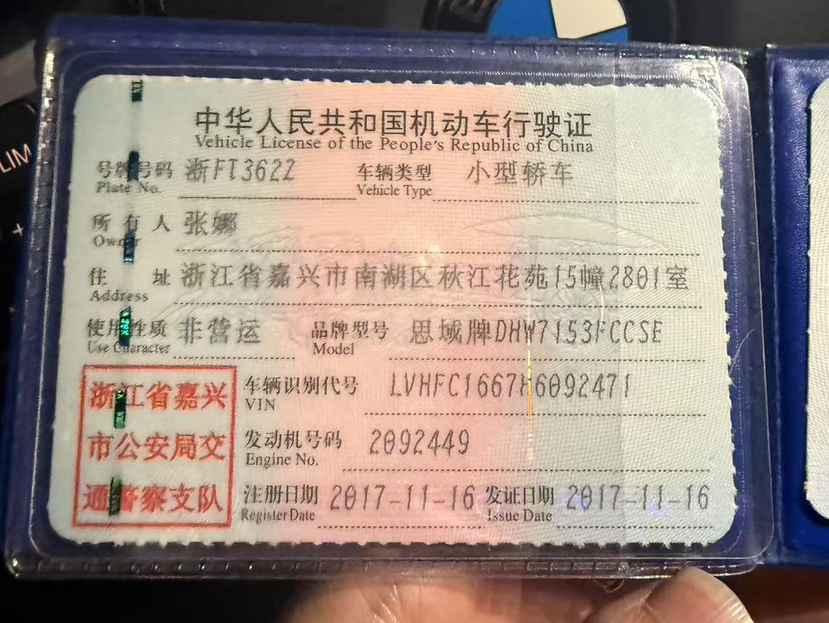 中华人民共和国机动车行驶证
Vehicle License of the People's Republic of China
号牌号码 浙FT362Z 车辆类型 小型轿车
Plate No. Vehicle Type
所有人 张娜
Owner
住址 浙江省嘉兴市南湖区秋江花苑15幢2801室
Address
使用性质 非营运 品牌型号 思域牌DHW7153FCCSE
Use Character Model
浙江省嘉兴
市公安局交
通警察支队
车辆识别代号 LVHFC1667H6092471
VIN
发动机号码 2092449
Engine No.
注册日期 2017-11-16 发证日期 2017-11-16
Register Date Issue Date
LIM
+